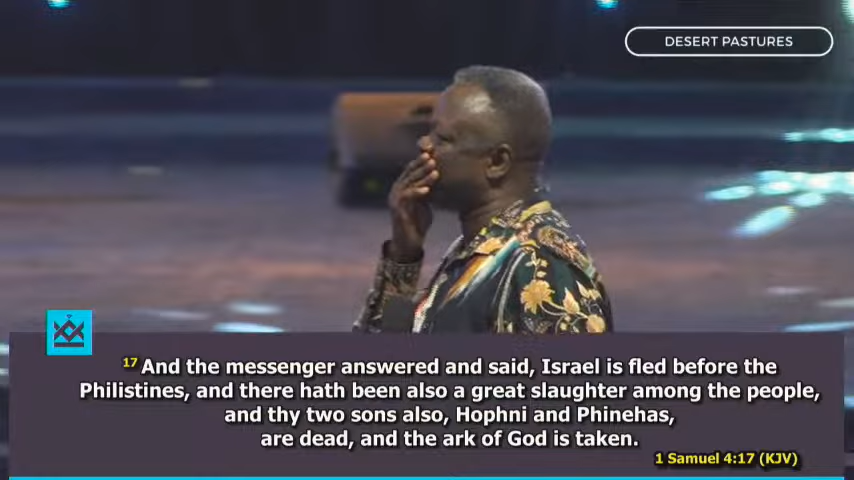 DESERT PASTURES
17 And the messenger answered and said, Israel is fled before the
Philistines, and there hath been also a great slaughter among the people,
and thy two sons also, Hophni and Phinehas,
are dead, and the ark of God is taken.
1 Samuel 4:17 (KJV)